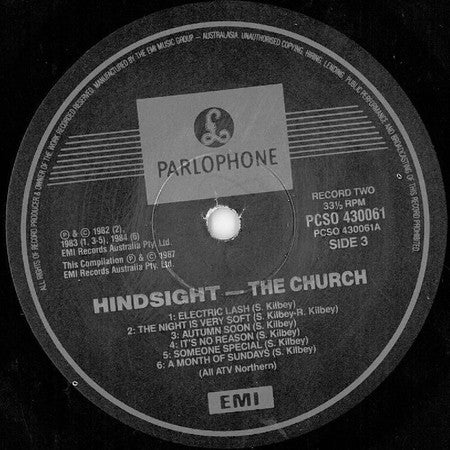 ALL RIGHTS OF RECORD PRODUCER & OWNER OF THE WORK RECORDED RESERVED. MANUFACTURED BY THE EMI MUSIC GROUP – AUSTRALASIA. UNAUTHORISED COPYING, HIRING, LENDING, PUBLIC PERFORMANCE AND BROADCASTING OF THIS RECORD PROHIBITED.
£
PARLOPHONE
℗ & © 1982 (2),
1983 (1, 3-5), 1984 (6)
EMI Records Australia Pty. Ltd.
This Compilation ℗ & © 1987
EMI Records Australia Pty. Ltd.
RECORD TWO
33⅓ RPM
PCSO 430061
PCSO 430061A
SIDE 3
HINDSIGHT — THE CHURCH
1: ELECTRIC LASH (S. Kilbey)
2: THE NIGHT IS VERY SOFT (S. Kilbey-R. Kilbey)
3: AUTUMN SOON (S. Kilbey)
4: IT'S NO REASON (S. Kilbey)
5: SOMEONE SPECIAL (S. Kilbey)
6: A MONTH OF SUNDAYS (S. Kilbey)
(All ATV Northern)
EMI